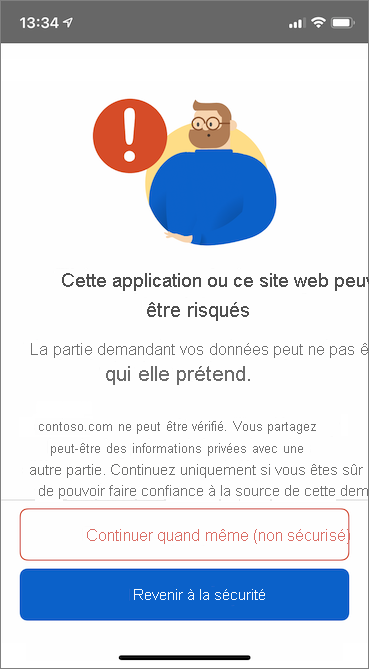 13:34
Cette application ou ce site web peuv
être risqués
La partie demandant vos données peut ne pas ê
qui elle prétend.
contoso.com ne peut être vérifié. Vous partagez
peut-être des informations privées avec une
autre partie. Continuez uniquement si vous êtes sûr
de pouvoir faire confiance à la source de cette dem
Continuer quand même (non sécurisé)
Revenir à la sécurité